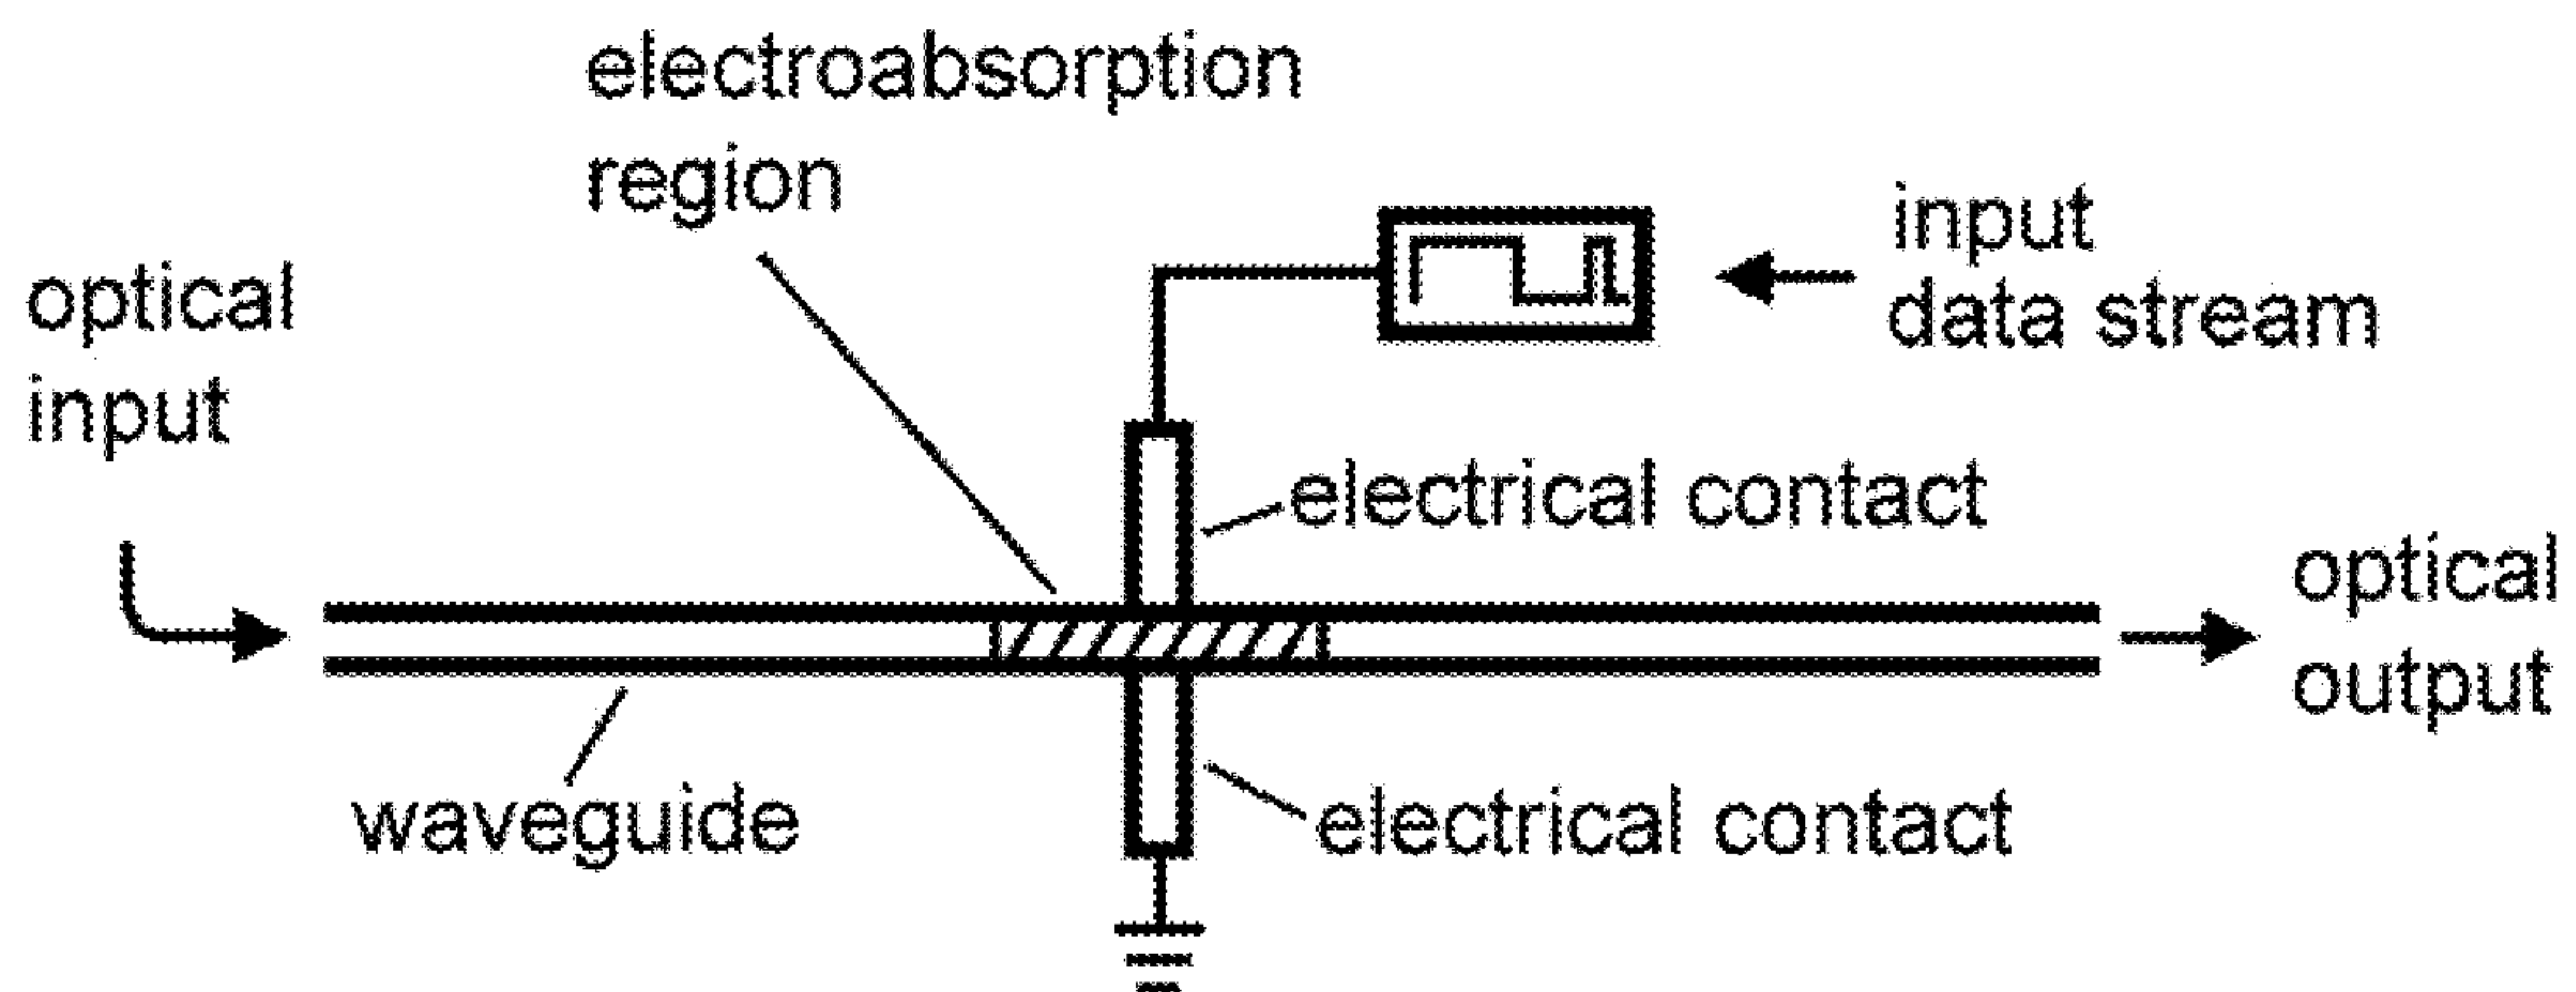 electroabsorption
region
input
data stream
optical
input
electrical contact
optical
output
waveguide
electrical contact